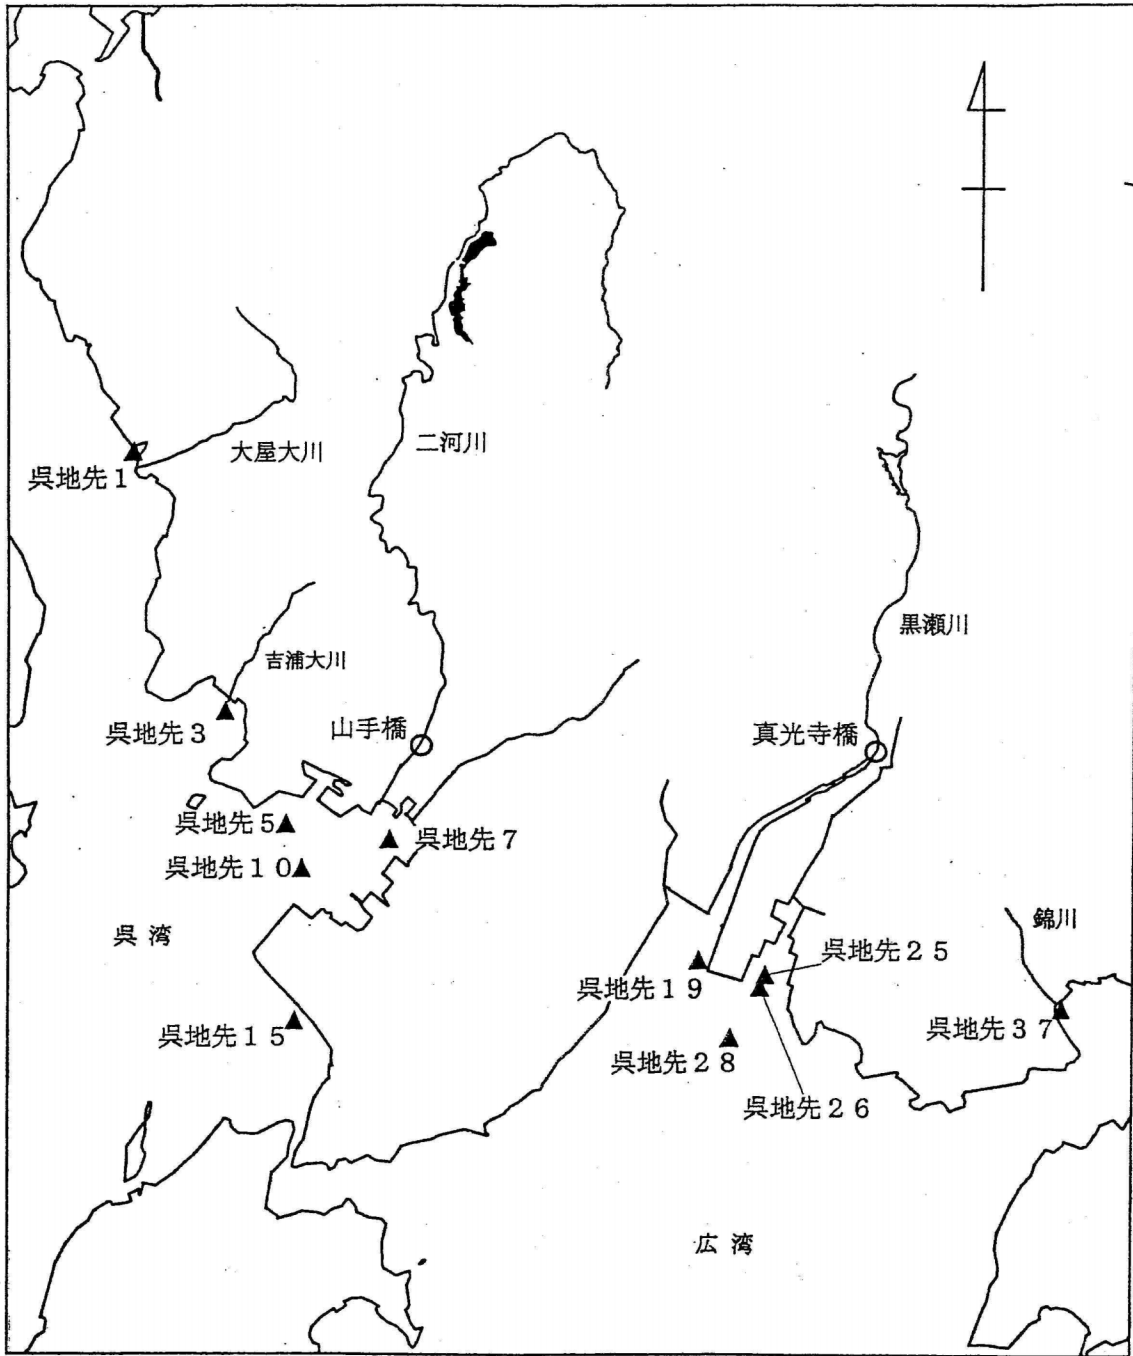 大屋大川
二河川
呉地先1
黒瀬川
吉浦大川
呉地先3
山手橋
真光寺橋
呉地先5
呉地先7
呉地先10
呉湾
錦川
呉地先25
呉地先19
呉地先15
呉地先37
呉地先28
呉地先26
広湾